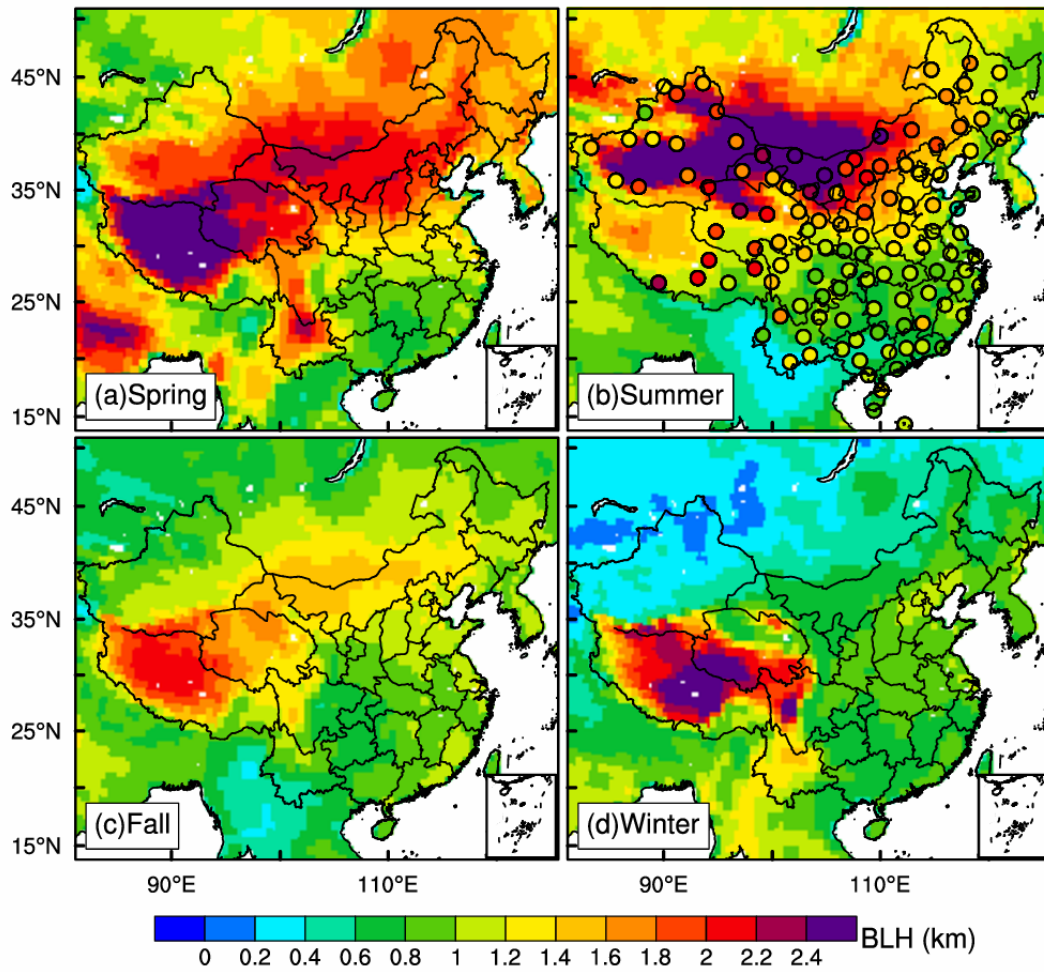 45°N
35°N
25°N
15°N
(a)Spring
(b)Summer
45°N
35°N
25°N
15°N
(c)Fall
(d)Winter
90°E 110°E 90°E 110°E
0 0.2 0.4 0.6 0.8 1 1.2 1.4 1.6 1.8 2 2.2 2.4 BLH (km)